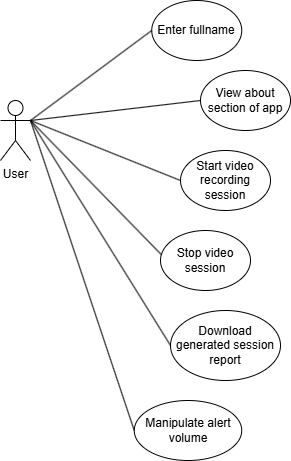 Enter fullname
View about
section of app
User
Start video
recording
session
Stop video
session
Download
generated session
report
Manipulate alert
volume